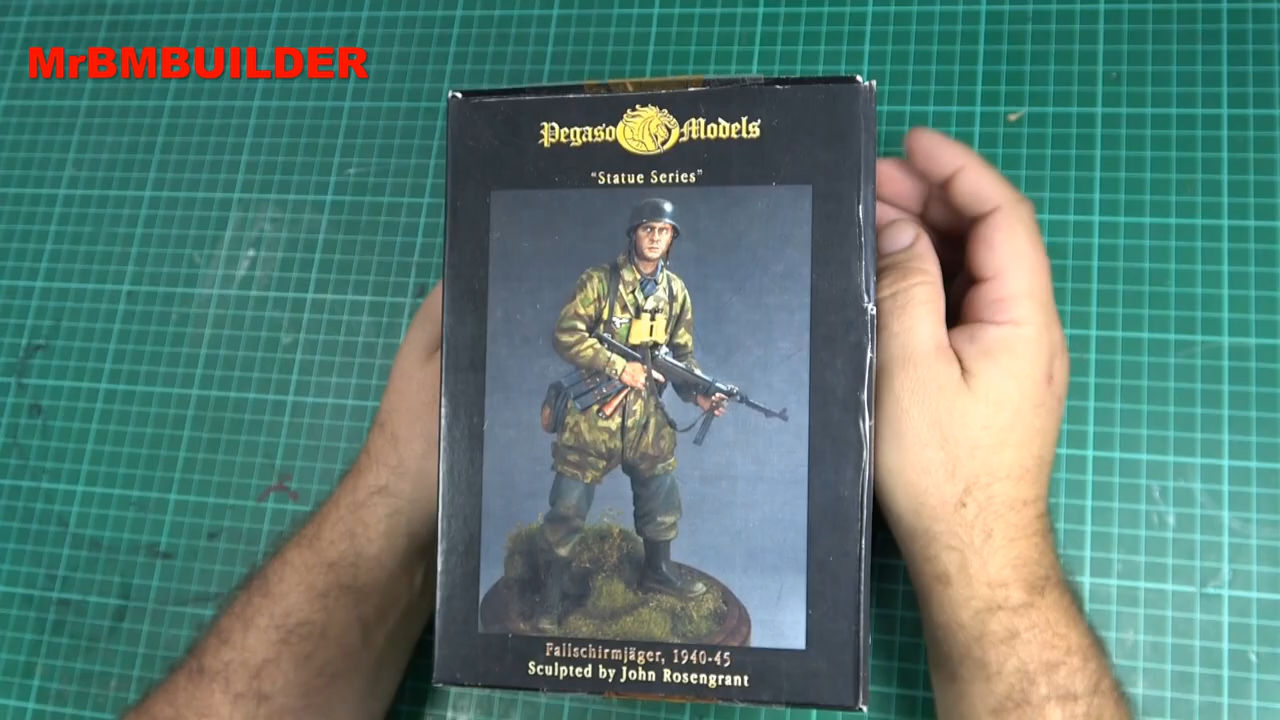 MrBMBUILDER
Pegaso Models
"Statue Series"
Fallschirmjäger, 1940-45
Sculpted by John Rosengrant